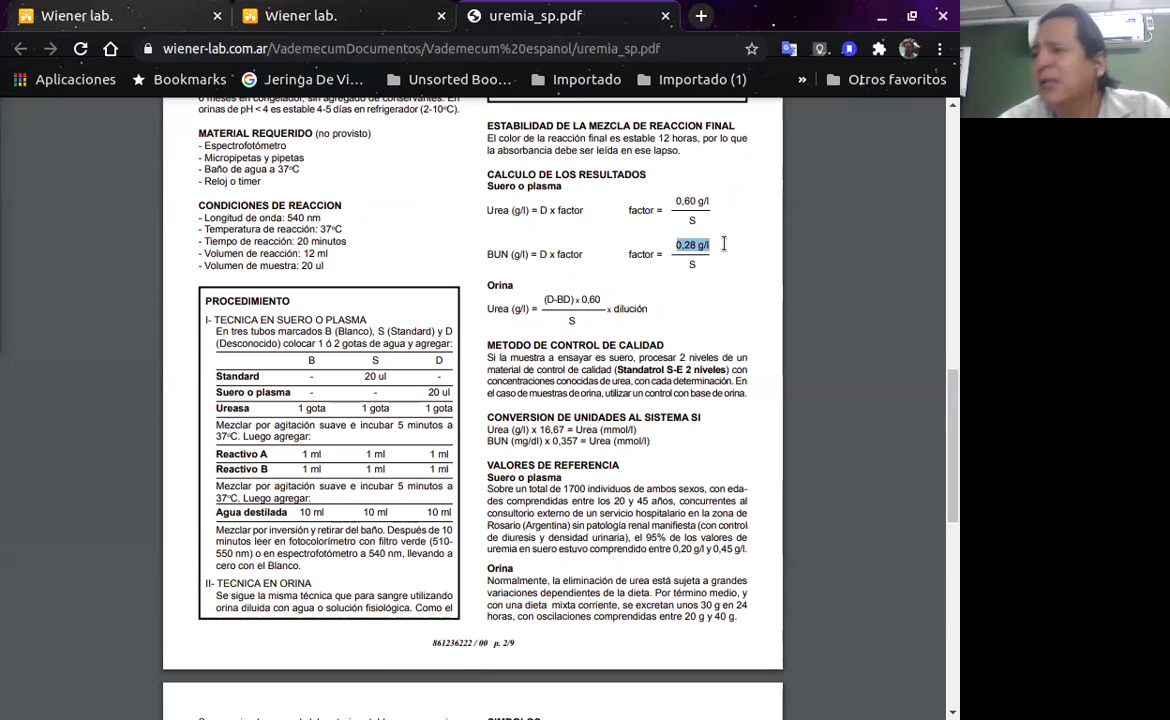 Wiener lab.
Wiener lab.
uremia_sp.pdf
wiener-lab.com.ar/VademecumDocumentos/Vademecum%20espanol/uremia_sp.pdf
Aplicaciones
Bookmarks
Jeringa De Vi...
Unsorted Boo...
Importado
Importado (1)
»
Otros favoritos
6 meses en congelador, sin agregado de conservantes. En
orinas de pH < 4 es estable 4-5 días en refrigerador (2-10°C).
MATERIAL REQUERIDO (no provisto)
- Espectrofotómetro
- Micropipetas y pipetas
- Baño de agua a 37°C
- Reloj o timer
CONDICIONES DE REACCION
- Longitud de onda: 540 nm
- Temperatura de reacción: 37°C
- Tiempo de reacción: 20 minutos
- Volumen de reacción: 12 ml
- Volumen de muestra: 20 ul
PROCEDIMIENTO
I- TECNICA EN SUERO O PLASMA
En tres tubos marcados B (Blanco), S (Standard) y D
(Desconocido) colocar 1 ó 2 gotas de agua y agregar:
B S D
Standard - 20 ul -
Suero o plasma - - 20 ul
Ureasa 1 gota 1 gota 1 gota
Mezclar por agitación suave e incubar 5 minutos a
37°C. Luego agregar:
Reactivo A 1 ml 1 ml 1 ml
Reactivo B 1 ml 1 ml 1 ml
Mezclar por agitación suave e incubar 5 minutos a
37°C. Luego agregar:
Agua destilada 10 ml 10 ml 10 ml
Mezclar por inversión y retirar del baño. Después de 10
minutos leer en fotocolorímetro con filtro verde (510-
550 nm) o en espectrofotómetro a 540 nm, llevando a
cero con el Blanco.
II- TECNICA EN ORINA
Se sigue la misma técnica que para sangre utilizando
orina diluida con agua o solución fisiológica. Como el
ESTABILIDAD DE LA MEZCLA DE REACCION FINAL
El color de la reacción final es estable 12 horas, por lo que
la absorbancia debe ser leída en ese lapso.
CALCULO DE LOS RESULTADOS
Suero o plasma
0,60 g/l
Urea (g/l) = D x factor factor =
S
0,28 g/l
BUN (g/l) = D x factor factor =
S
Orina
(D-BD) x 0,60
Urea (g/l) = x dilución
S
METODO DE CONTROL DE CALIDAD
Si la muestra a ensayar es suero, procesar 2 niveles de un
material de control de calidad (Standatrol S-E 2 niveles) con
concentraciones conocidas de urea, con cada determinación. En
el caso de muestras de orina, utilizar un control con base de orina.
CONVERSION DE UNIDADES AL SISTEMA SI
Urea (g/l) x 16,67 = Urea (mmol/l)
BUN (mg/dl) x 0,357 = Urea (mmol/l)
VALORES DE REFERENCIA
Suero o plasma
Sobre un total de 1700 individuos de ambos sexos, con eda-
des comprendidas entre los 20 y 45 años, concurrentes al
consultorio externo de un servicio hospitalario en la zona de
Rosario (Argentina) sin patología renal manifiesta (con control
de diuresis y densidad urinaria), el 95% de los valores de
uremia en suero estuvo comprendido entre 0,20 g/l y 0,45 g/l.
Orina
Normalmente, la eliminación de urea está sujeta a grandes
variaciones dependientes de la dieta. Por término medio, y
con una dieta mixta corriente, se excretan unos 30 g en 24
horas, con oscilaciones comprendidas entre 20 g y 40 g.
861236222 / 00 p. 2/9